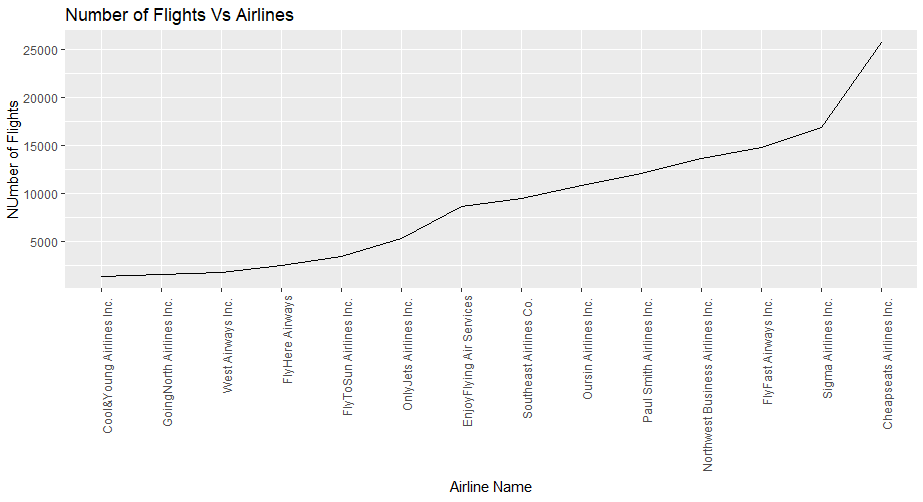 Number of Flights Vs Airlines
NUmber of Flights
25000
20000
15000
10000
5000
Cool&Young Airlines Inc.
GoingNorth Airlines Inc.
West Airways Inc.
FlyHere Airways
FlyToSun Airlines Inc.
OnlyJets Airlines Inc.
EnjoyFlying Air Services
Southeast Airlines Co.
Oursin Airlines Inc.
Paul Smith Airlines Inc.
Northwest Business Airlines Inc.
FlyFast Airways Inc.
Sigma Airlines Inc.
Cheapseats Airlines Inc.
Airline Name